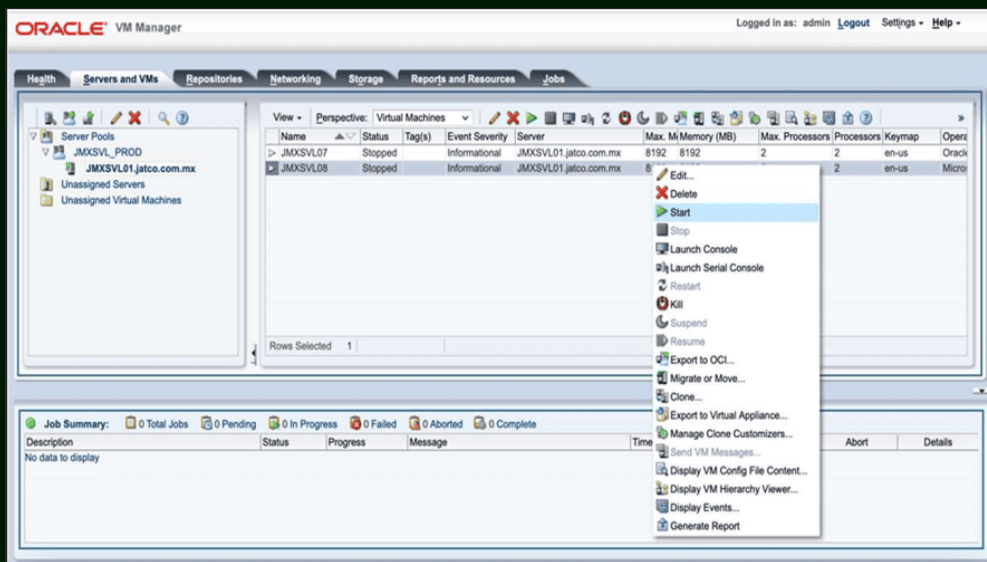 ORACLE VM Manager
Logged in as: admin Logout Settings Help
Health Servers and VMs Repositories Networking Storage Reports and Resources Jobs
View Perspective: Virtual Machines
Server Pools
JMXSVL_PROD
JMXSVL01.jatco.com.mx
Unassigned Servers
Unassigned Virtual Machines
Name Status Tag(s) Event Severity Server Max. M Memory (MB) Max. Processors Processors Keymap Opera
JMXSVL07 Stopped Informational JMXSVL01.jatco.com.mx 8192 8192 2 2 en-us Oracle
JMXSVL08 Stopped Informational JMXSVL01.jatco.com.mx 2 en-us Micros
Edit...
Delete
Start
Stop
Launch Console
Launch Serial Console
Restart
Kill
Suspend
Resume
Export to OCI...
Migrate or Move...
Clone...
Export to Virtual Appliance...
Manage Clone Customizers...
Send VM Messages...
Display VM Config File Content...
Display VM Hierarchy Viewer...
Display Events...
Generate Report
Rows Selected 1
Job Summary: 0 Total Jobs 0 Pending 0 In Progress 0 Failed 0 Aborted 0 Complete
Description Status Progress Message Time Abort Details
No data to display